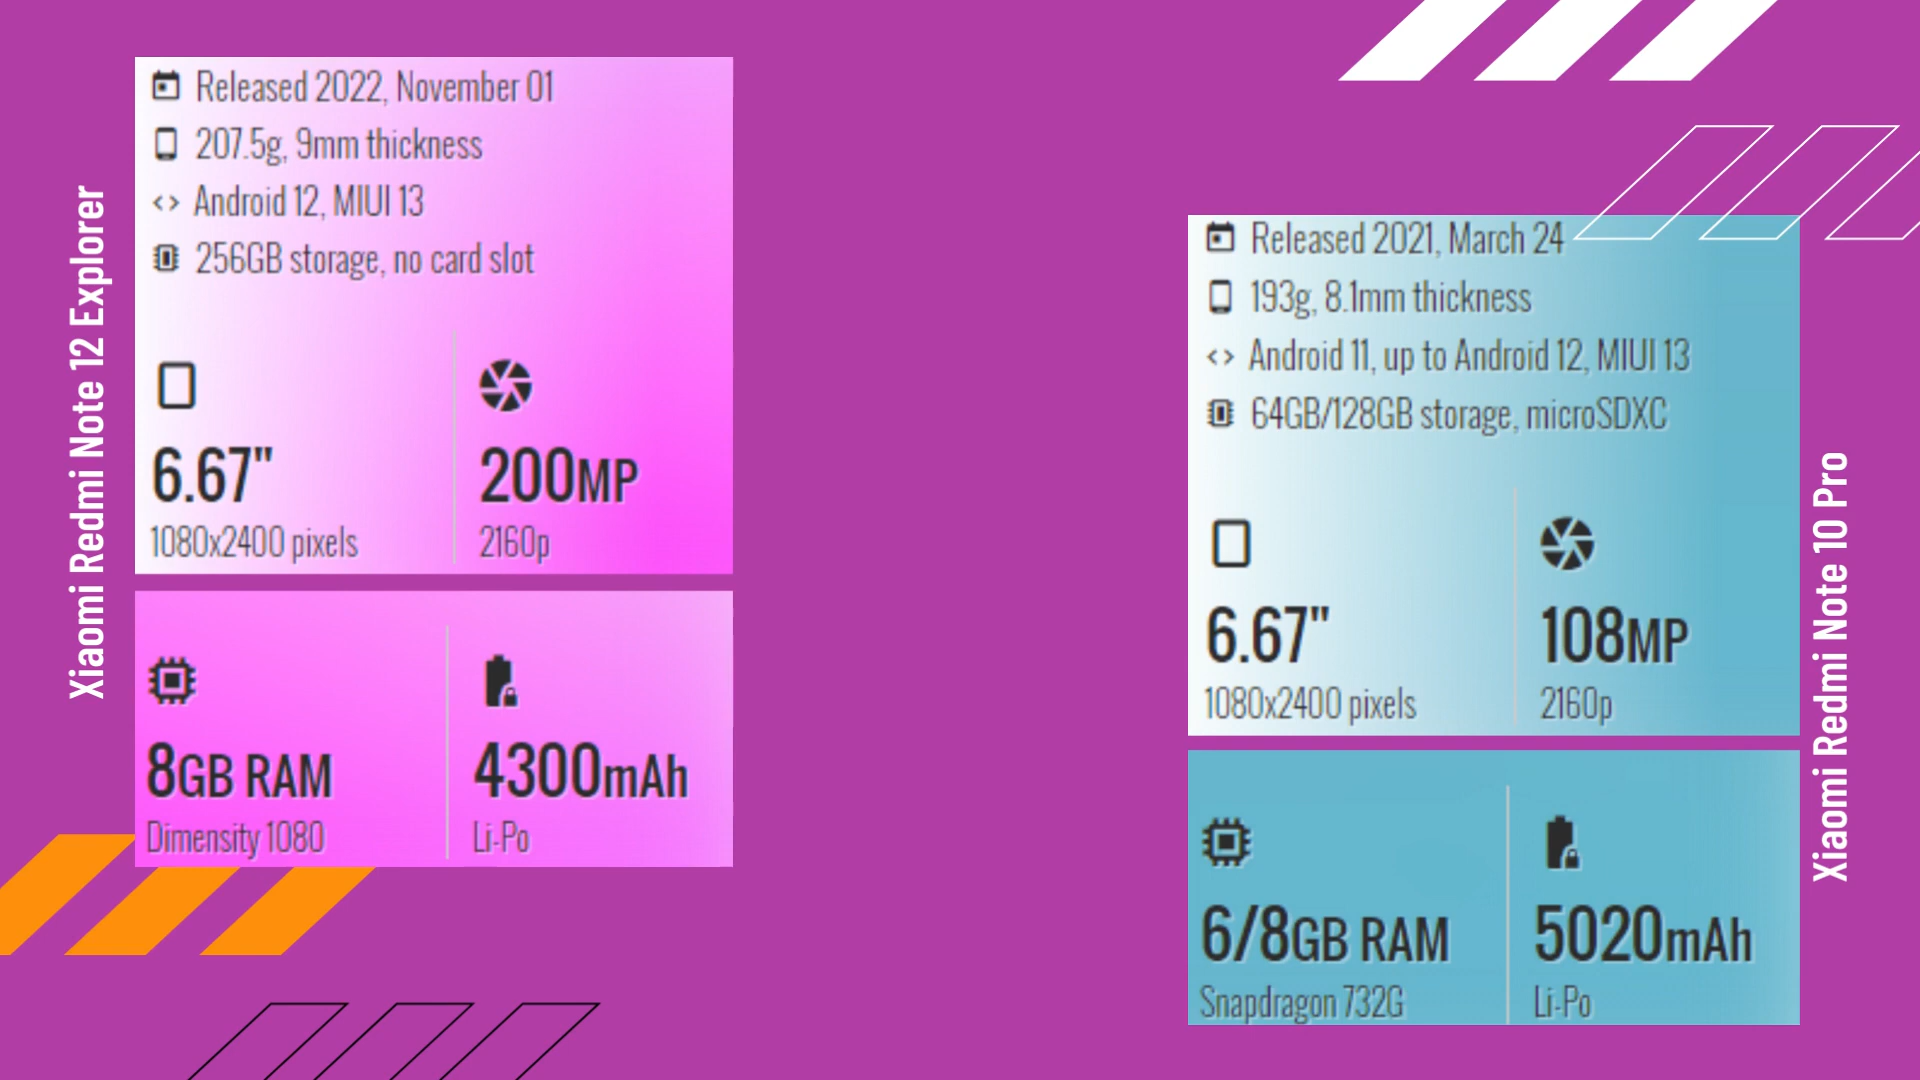 Xiaomi Redmi Note 12 Explorer
Released 2022, November 01
207.5g, 9mm thickness
Android 12, MIUI 13
256GB storage, no card slot
6.67"
1080x2400 pixels
200MP
2160p
8GB RAM
Dimensity 1080
4300mAh
Li-Po
Xiaomi Redmi Note 10 Pro
Released 2021, March 24
193g, 8.1mm thickness
Android 11, up to Android 12, MIUI 13
64GB/128GB storage, microSDXC
6.67"
1080x2400 pixels
108MP
2160p
6/8GB RAM
Snapdragon 732G
5020mAh
Li-Po